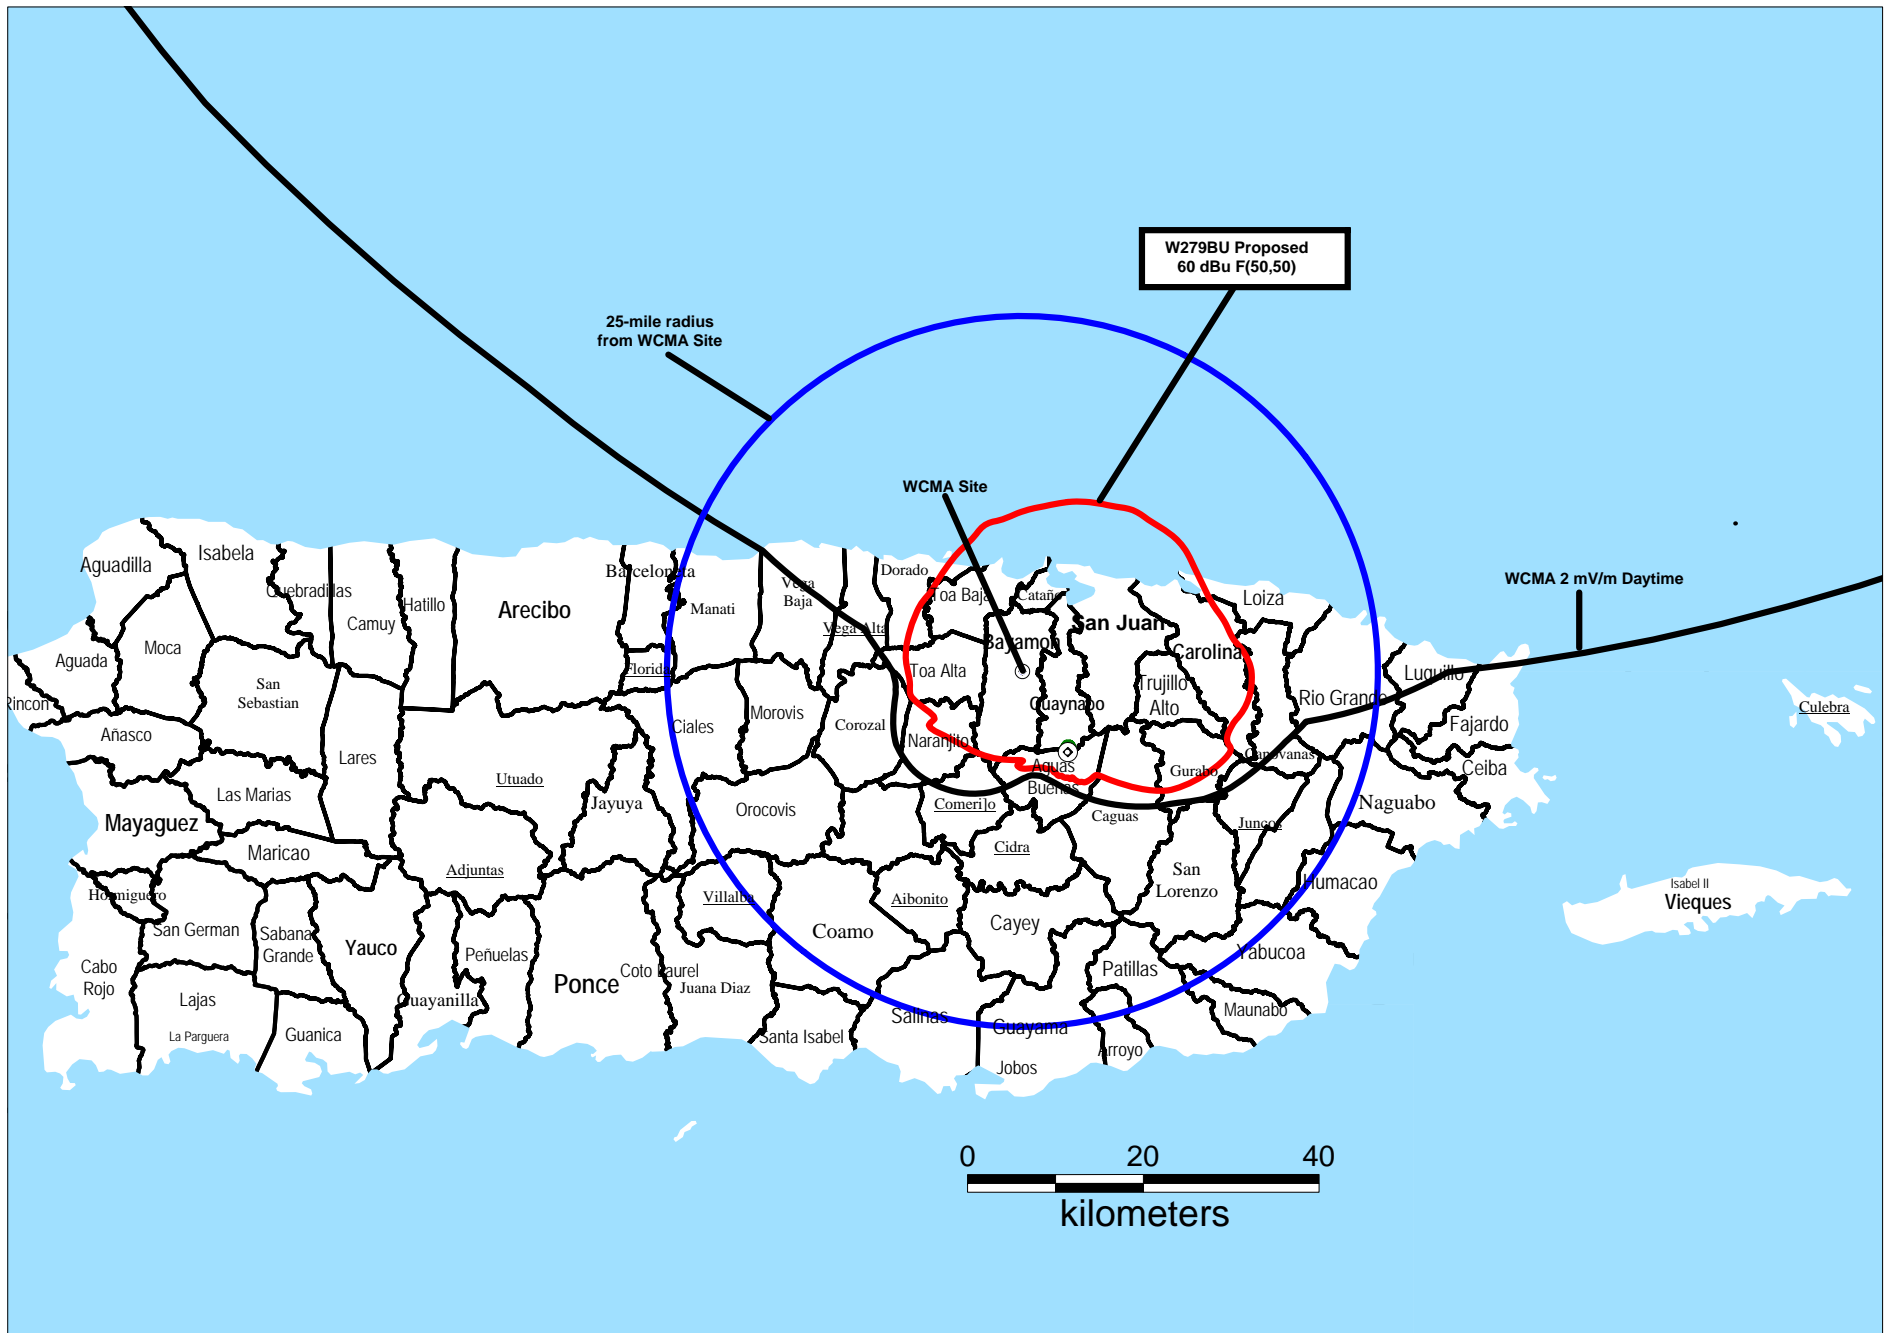 W279BU Proposed
60 dBu F(50,50)
25-mile radius
from WCMA Site
WCMA Site
WCMA 2 mV/m Daytime
Aguadilla
Isabela
Quebradillas
Camuy
Hatillo
Arecibo
Barceloneta
Manati
Vega
Baja
Vega Alta
Dorado
Toa Baja
Cataño
San Juan
Loiza
Bayamon
Carolina
Aguada
Moca
San
Sebastian
Florida
Toa Alta
Trujillo
Alto
Luquillo
Rincon
Rio Grande
Culebra
Añasco
Lares
Ciales
Morovis
Corozal
Naranjito
Guaynabo
Fajardo
Canovanas
Ceiba
Las Marias
Utuado
Jayuya
Orocovis
Comerijo
Aguas
Buenas
Gurabo
Caguas
Juncos
Naguabo
Mayaguez
Maricao
Adjuntas
Villalba
Aibonito
Cidra
San
Lorenzo
Humacao
Isabel II
Vieques
Hormiguero
San German
Sabana
Grande
Yauco
Peñuelas
Coamo
Cayey
Yabucoa
Cabo
Rojo
Lajas
La Parguera
Guanica
Guayanilla
Ponce
Coto Laurel
Juana Diaz
Santa Isabel
Salinas
Guayama
Jobos
Patillas
Arroyo
Maunabo
0 20 40
kilometers